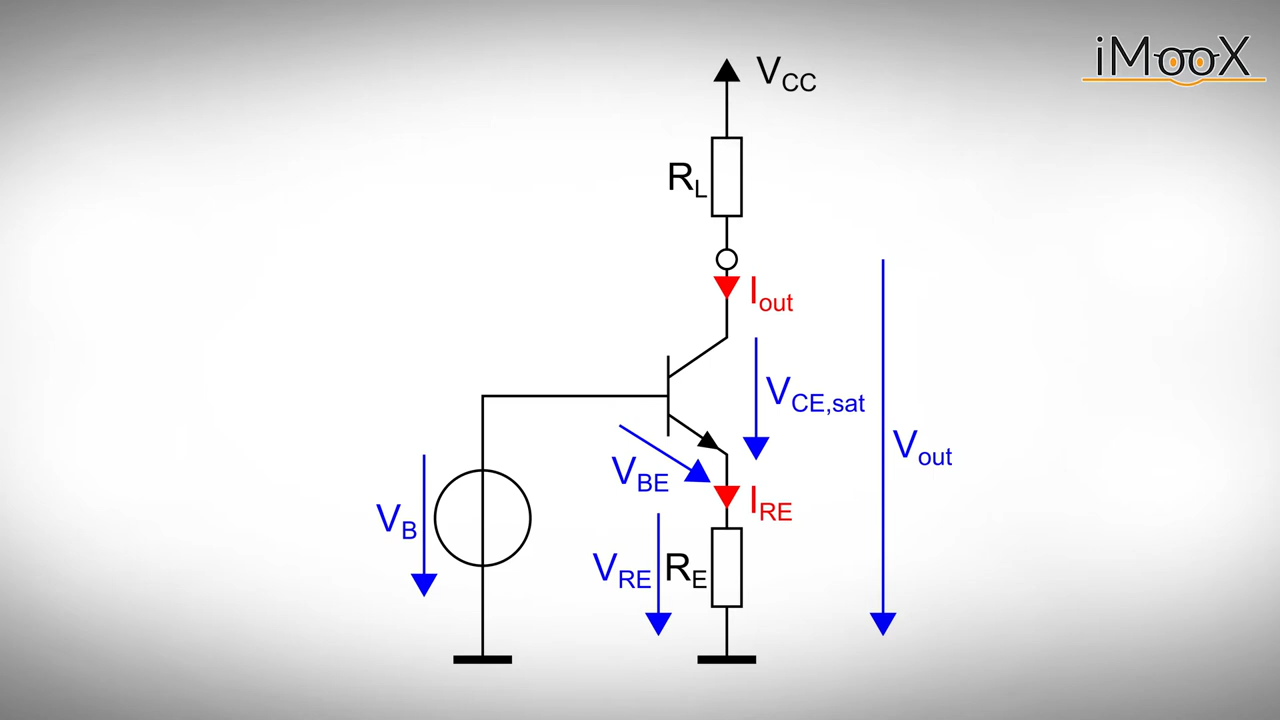 iMooX
VCC
RL
Iout
VCE,sat
Vout
VBE
IRE
VB
VRE
RE